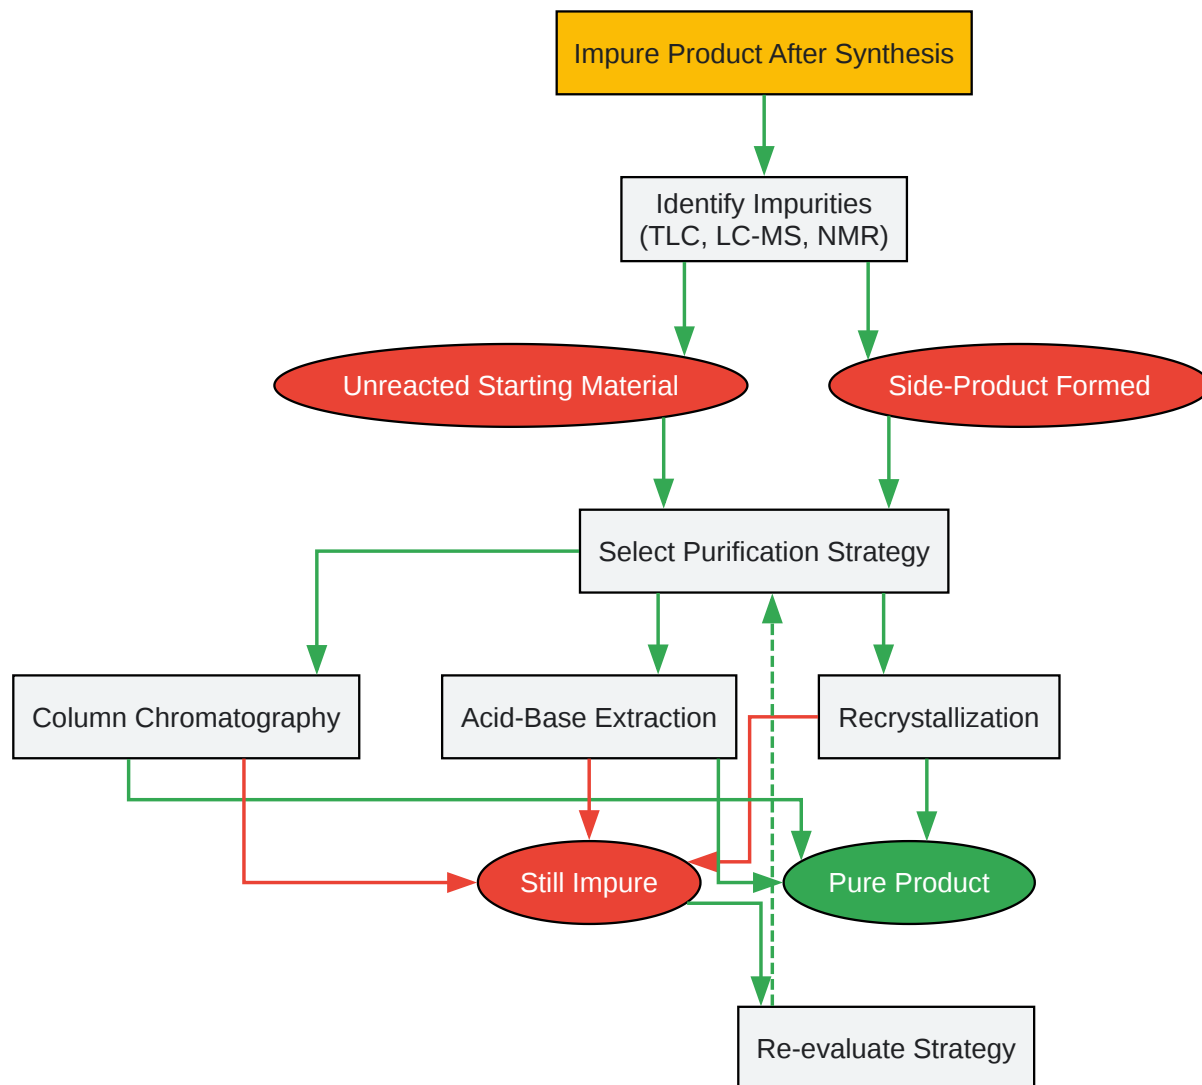 Impure Product After Synthesis
Identify Impurities
(TLC, LC-MS, NMR)
Unreacted Starting Material
Side-Product Formed
Select Purification Strategy
Column Chromatography
Acid-Base Extraction
Recrystallization
Still Impure
Pure Product
Re-evaluate Strategy